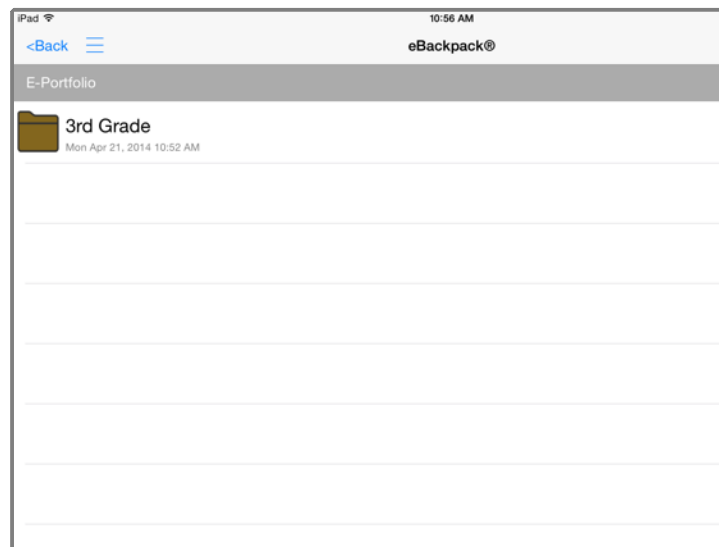 iPad 10:56 AM
<Back eBackpack®
E-Portfolio
3rd Grade
Mon Apr 21, 2014 10:52 AM